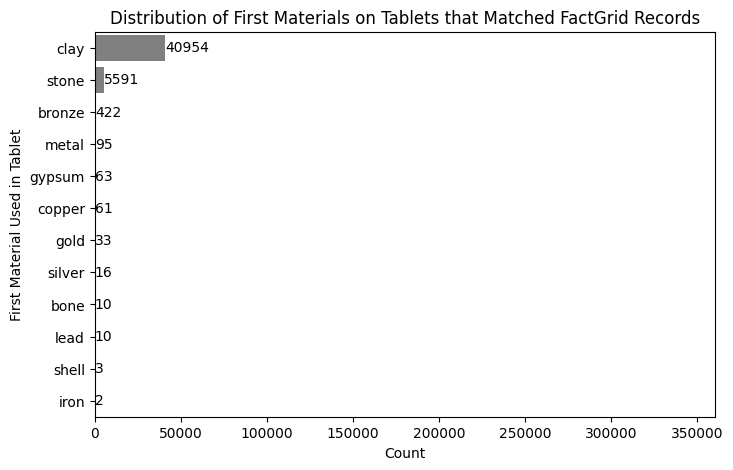 Distribution of First Materials on Tablets that Matched FactGrid Records
First Material Used in Tablet
clay 40954
stone 5591
bronze 422
metal 95
gypsum 63
copper 61
gold 33
silver 16
bone 10
lead 10
shell 3
iron 2
0 50000 100000 150000 200000 250000 300000 350000
Count